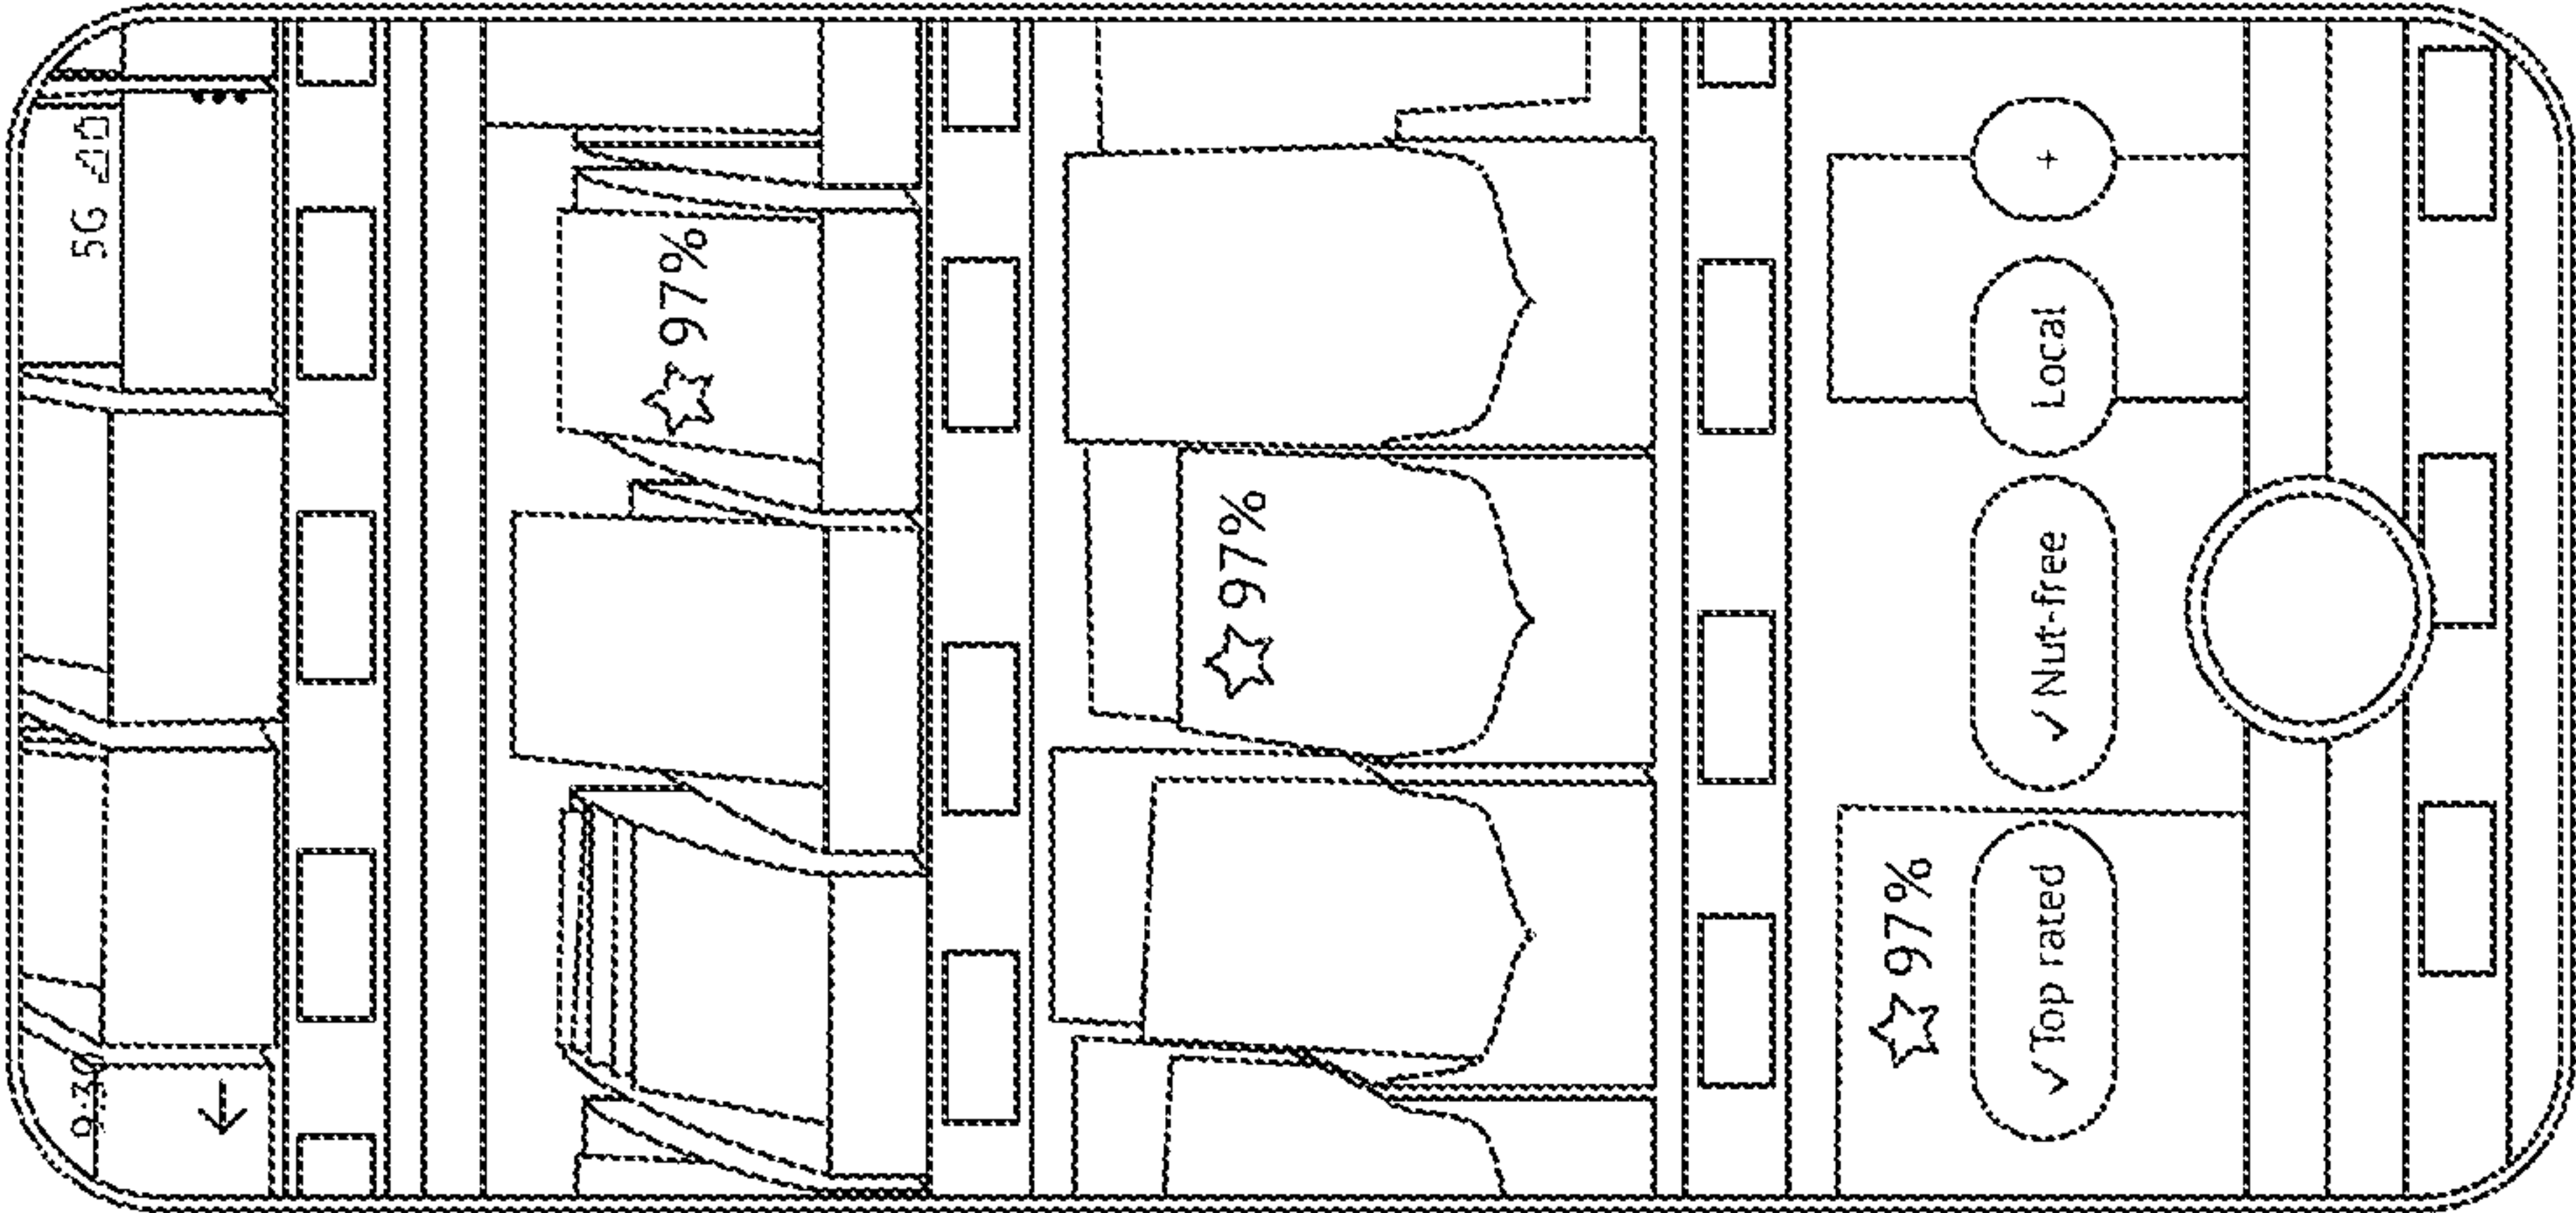 9:30 5G
☆ 97%
☆ 97%
☆ 97%
✓ Top rated ✓ Nut-free Local +